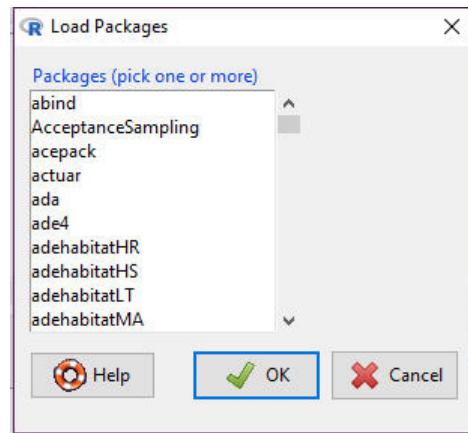 Load Packages
Packages (pick one or more)
abind
AcceptanceSampling
acepack
actuar
ada
ade4
adehabitatHR
adehabitatHS
adehabitatLT
adehabitatMA
Help
OK
Cancel